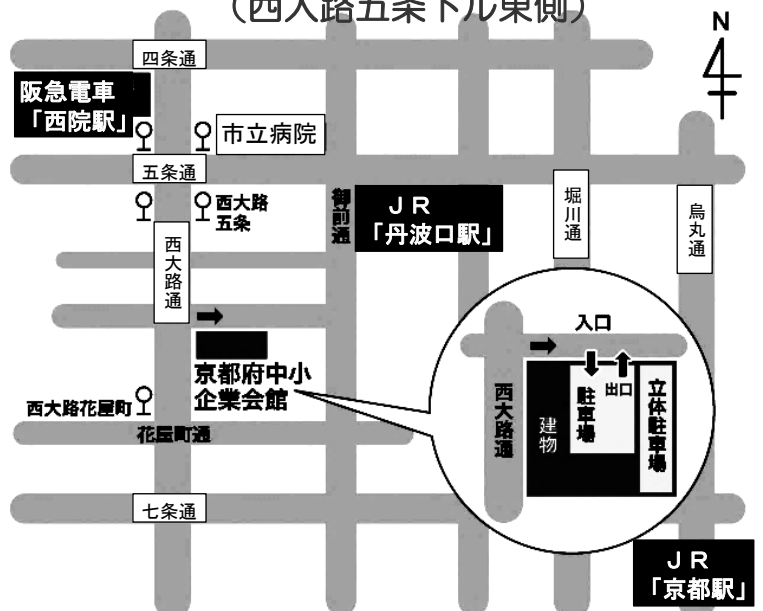 （西大路五条下ル東側）
N
四条通
阪急電車
「西院駅」
市立病院
五条通
西大路
五条
西大路通
御前通
ＪＲ
「丹波口駅」
堀川通
烏丸通
京都府中小
企業会館
西大路花屋町
花屋町通
七条通
入口
出口
西大路通
建物
駐車場
立体駐車場
ＪＲ
「京都駅」